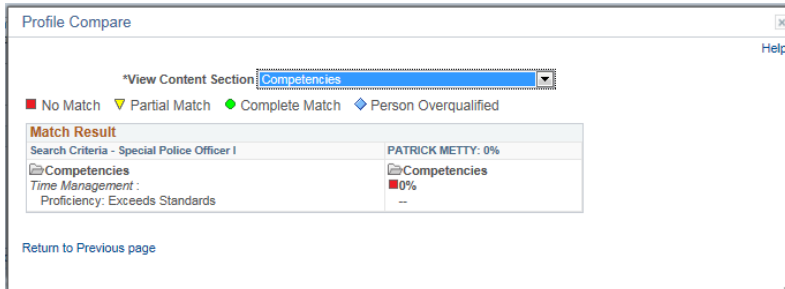 Profile Compare
Help
*View Content Section Competencies
No Match Partial Match Complete Match Person Overqualified
Match Result
Search Criteria - Special Police Officer I PATRICK METTY: 0%
Competencies Competencies
Time Management : 0%
Proficiency: Exceeds Standards --
Return to Previous page